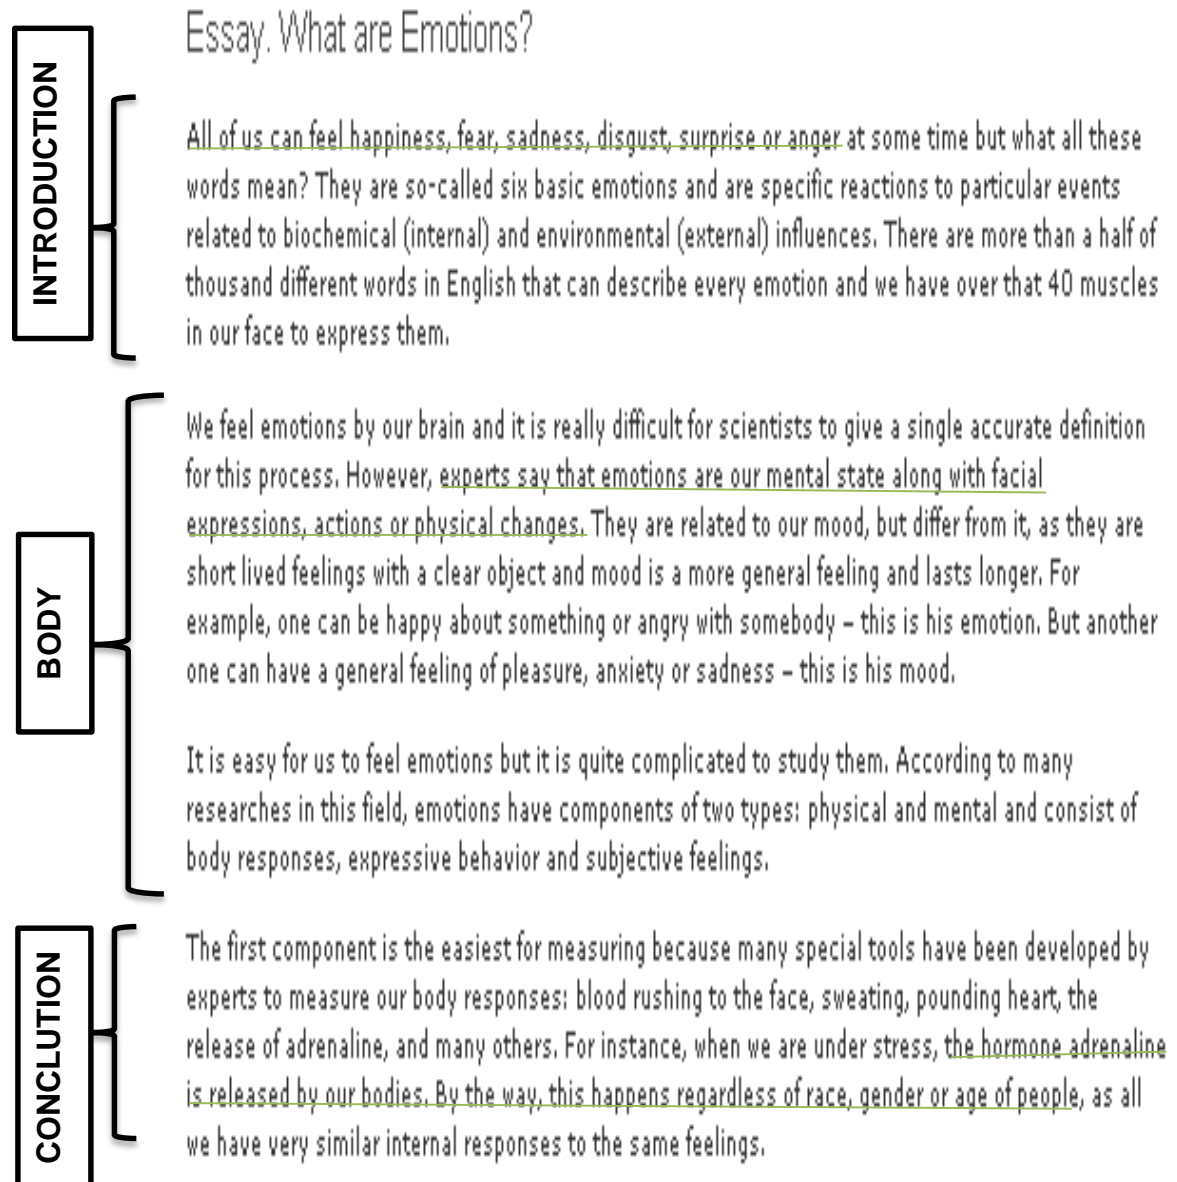 Essay. What are Emotions?
INTRODUCTION
All of us can feel happiness, fear, sadness, disgust, surprise or anger at some time but what all these
words mean? They are so-called six basic emotions and are specific reactions to particular events
related to biochemical (internal) and environmental (external) influences. There are more than a half of
thousand different words in English that can describe every emotion and we have over that 40 muscles
in our face to express them.
BODY
We feel emotions by our brain and it is really difficult for scientists to give a single accurate definition
for this process. However, experts say that emotions are our mental state along with facial
expressions, actions or physical changes. They are related to our mood, but differ from it, as they are
short lived feelings with a clear object and mood is a more general feeling and lasts longer. For
example, one can be happy about something or angry with somebody – this is his emotion. But another
one can have a general feeling of pleasure, anxiety or sadness – this is his mood.
It is easy for us to feel emotions but it is quite complicated to study them. According to many
researches in this field, emotions have components of two types: physical and mental and consist of
body responses, expressive behavior and subjective feelings.
CONCLUTION
The first component is the easiest for measuring because many special tools have been developed by
experts to measure our body responses: blood rushing to the face, sweating, pounding heart, the
release of adrenaline, and many others. For instance, when we are under stress, the hormone adrenaline
is released by our bodies. By the way, this happens regardless of race, gender or age of people, as all
we have very similar internal responses to the same feelings.